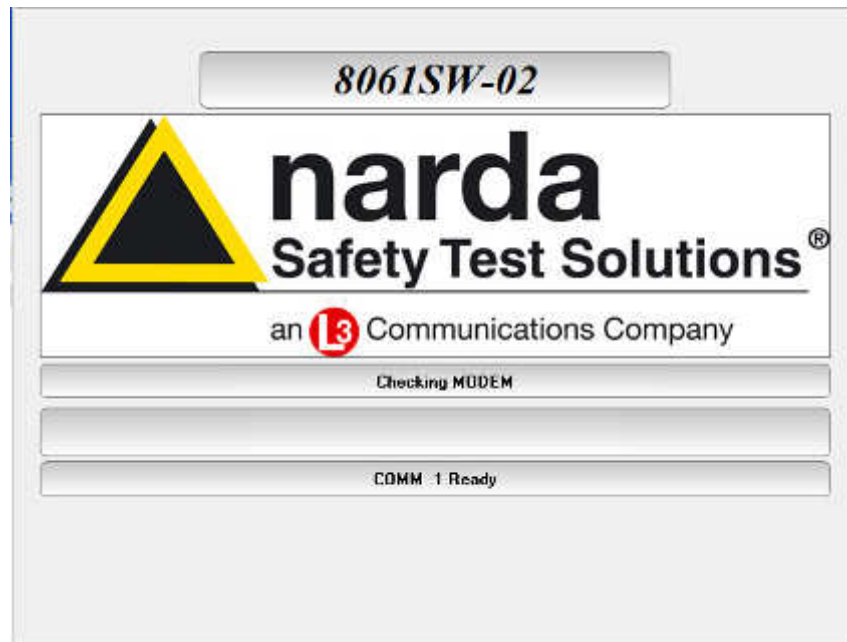 8061SW-02
narda
Safety Test Solutions®
an L3 Communications Company
Checking MODEM
COMM 1 Ready